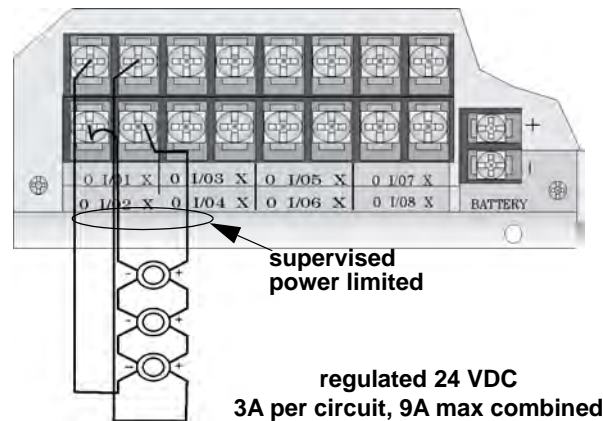 +
0 I/01 X 0 I/03 X 0 I/05 X 0 I/07 X
0 I/02 X 0 I/04 X 0 I/06 X 0 I/08 X
BATTERY
supervised
power limited
- +
- +
- +
regulated 24 VDC
3A per circuit, 9A max combined